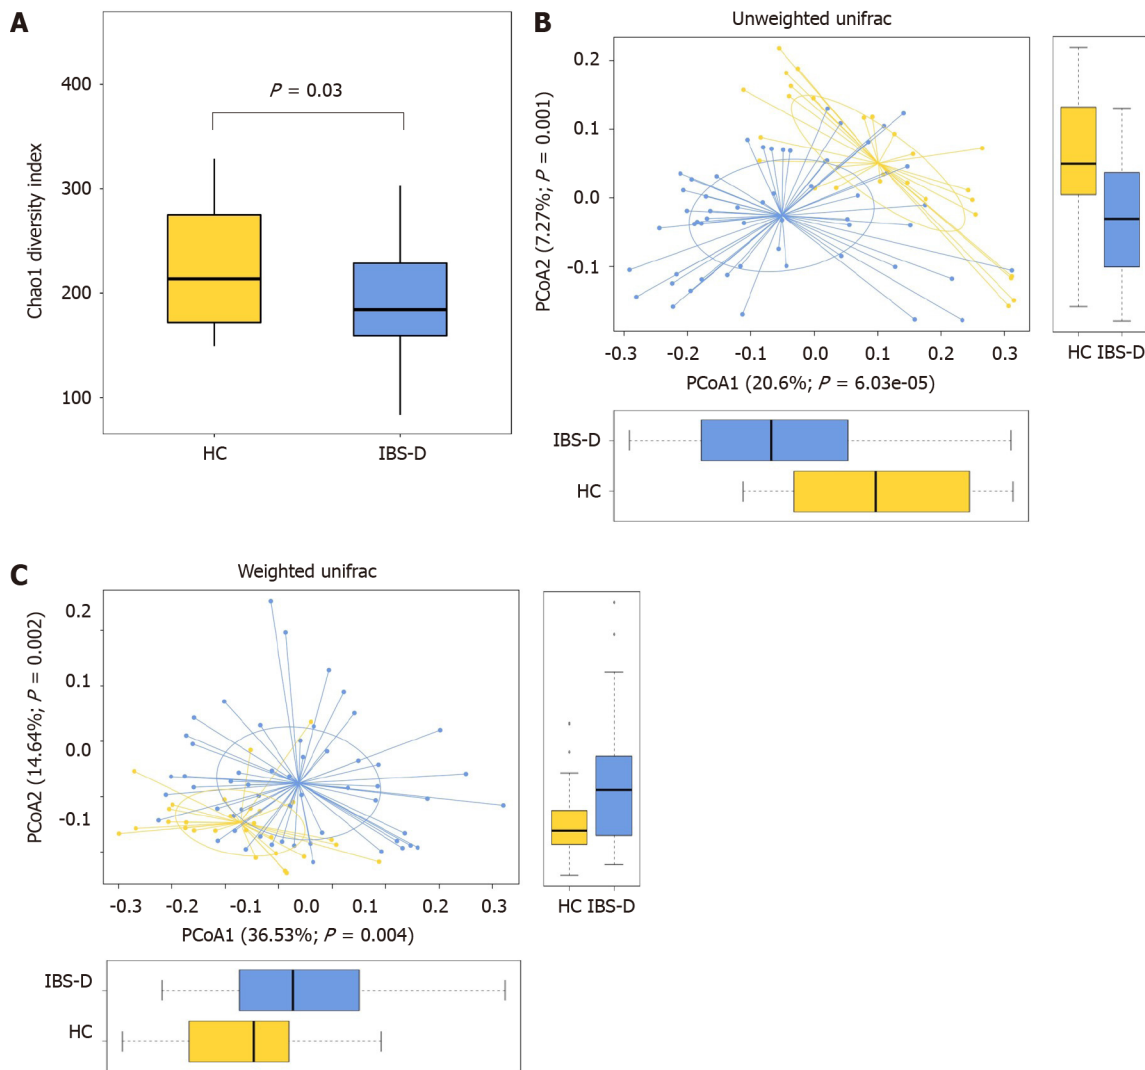 A
Chao1 diversity index
400
300
200
100
P = 0.03
HC
IBS-D
B
Unweighted unifrac
PCoA2 (7.27%; P = 0.001)
0.2
0.1
0.0
-0.1
-0.3
-0.2
-0.1
0.0
0.1
0.2
0.3
PCoA1 (20.6%; P = 6.03e-05)
HC IBS-D
IBS-D
HC
C
Weighted unifrac
PCoA2 (14.64%; P = 0.002)
0.2
0.1
0.0
-0.1
-0.3
-0.2
-0.1
0.0
0.1
0.2
0.3
PCoA1 (36.53%; P = 0.004)
HC IBS-D
IBS-D
HC